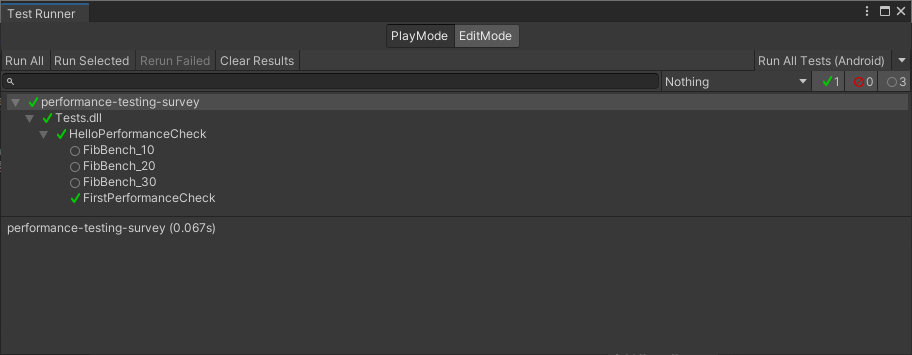 Test Runner
PlayMode EditMode
Run All Run Selected Rerun Failed Clear Results Run All Tests (Android)
Nothing 1 0 3
performance-testing-survey
Tests.dll
HelloPerformanceCheck
FibBench_10
FibBench_20
FibBench_30
FirstPerformanceCheck
performance-testing-survey (0.067s)